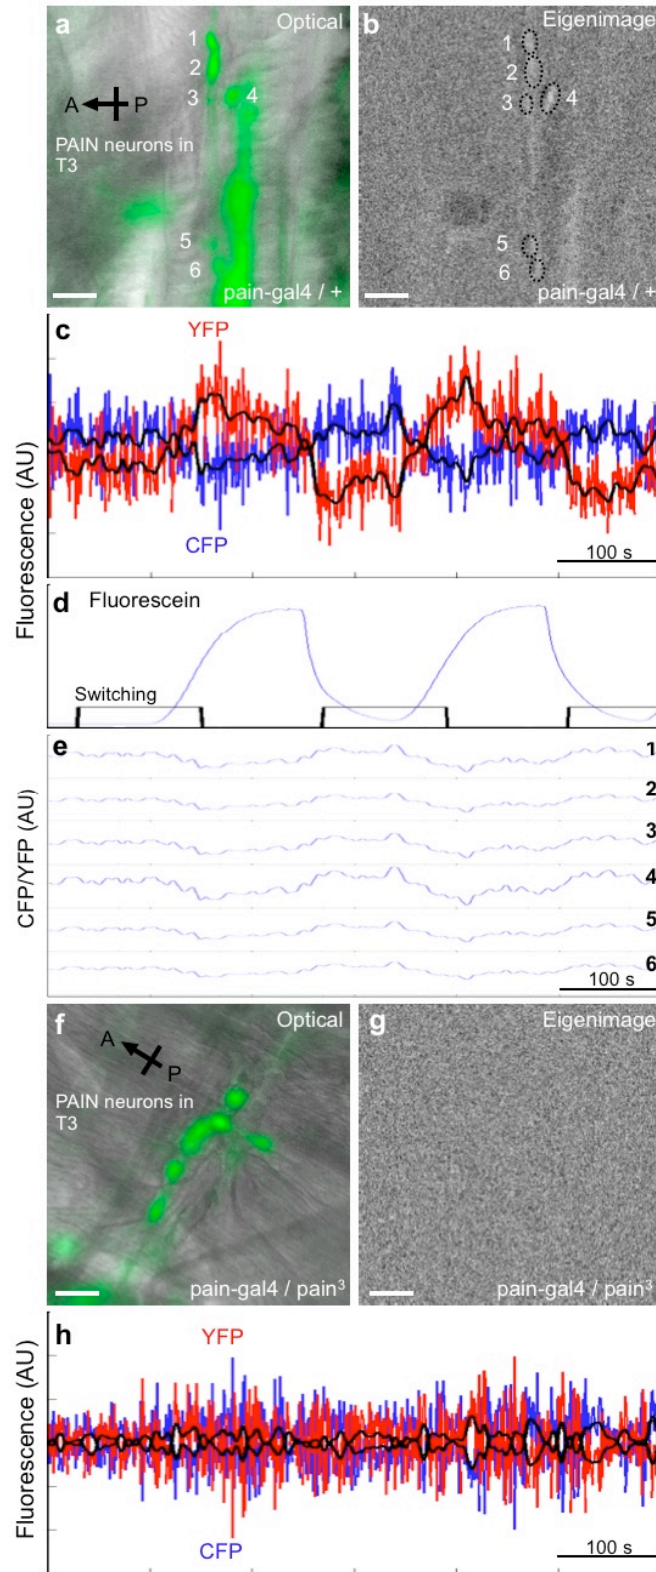 a
Optical
1
2
3
4
A
P
PAIN neurons in
T3
5
6
pain-gal4 / +
b
Eigenimage
1
2
3
4
5
6
pain-gal4 / +
c
YFP
CFP
100 s
Fluorescence (AU)
d
Fluorescein
Switching
e
1
2
3
4
5
6
CFP/YFP (AU)
100 s
f
Optical
A
P
PAIN neurons in
T3
pain-gal4 / pain³
g
Eigenimage
pain-gal4 / pain³
h
YFP
CFP
100 s
Fluorescence (AU)